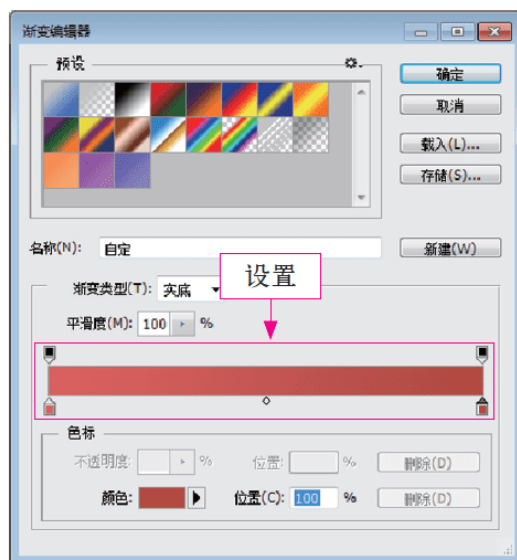 渐变编辑器
预设
确定
取消
载入(L)...
存储(S)...
名称(N): 自定
新建(W)
设置
渐变类型(T): 实底
平滑度(M): 100 %
色标
不透明度: % 位置: % 删除(D)
颜色: 位置(C): 100 % 删除(D)